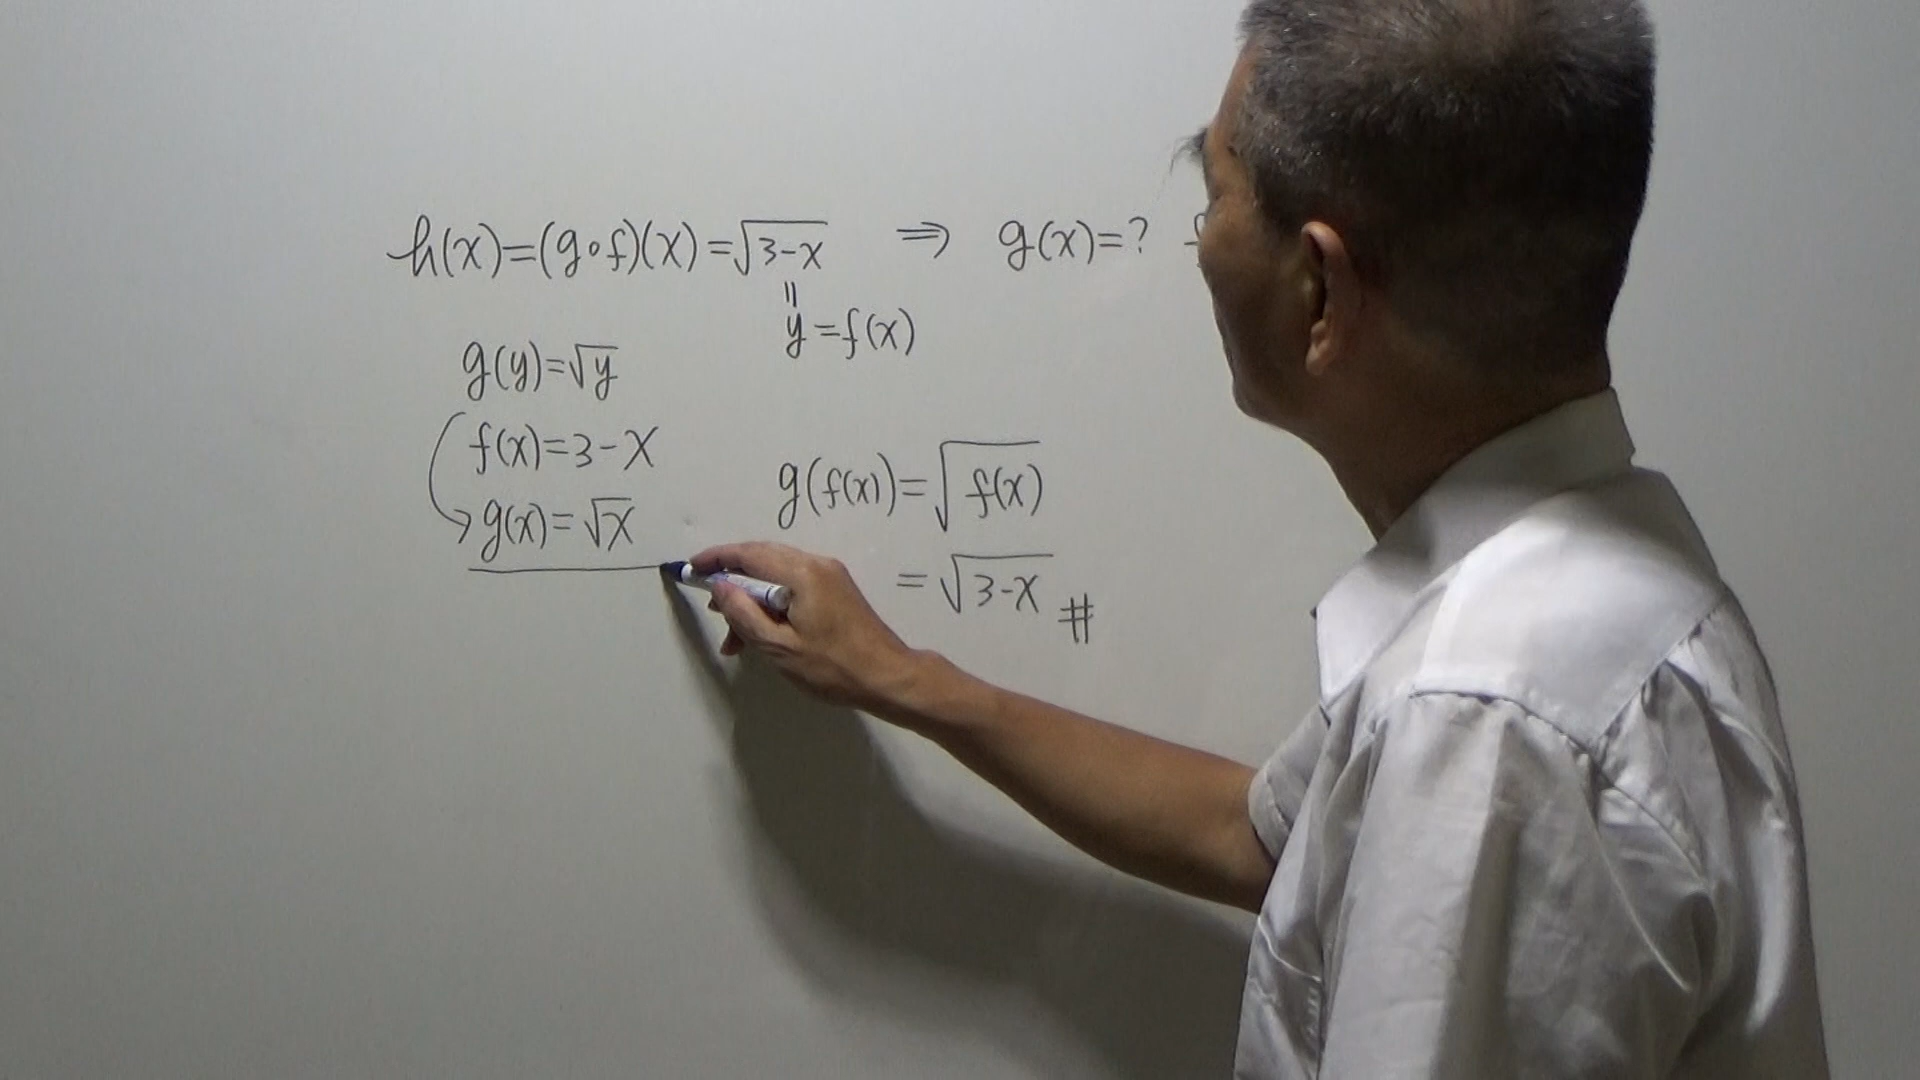 h(x)=(g∘f)(x)=√(3-x) ⇒ g(x)=?
‖
y=f(x)
g(y)=√y
f(x)=3-x
g(x)=√x
g(f(x))=√(f(x))
=√(3-x) #